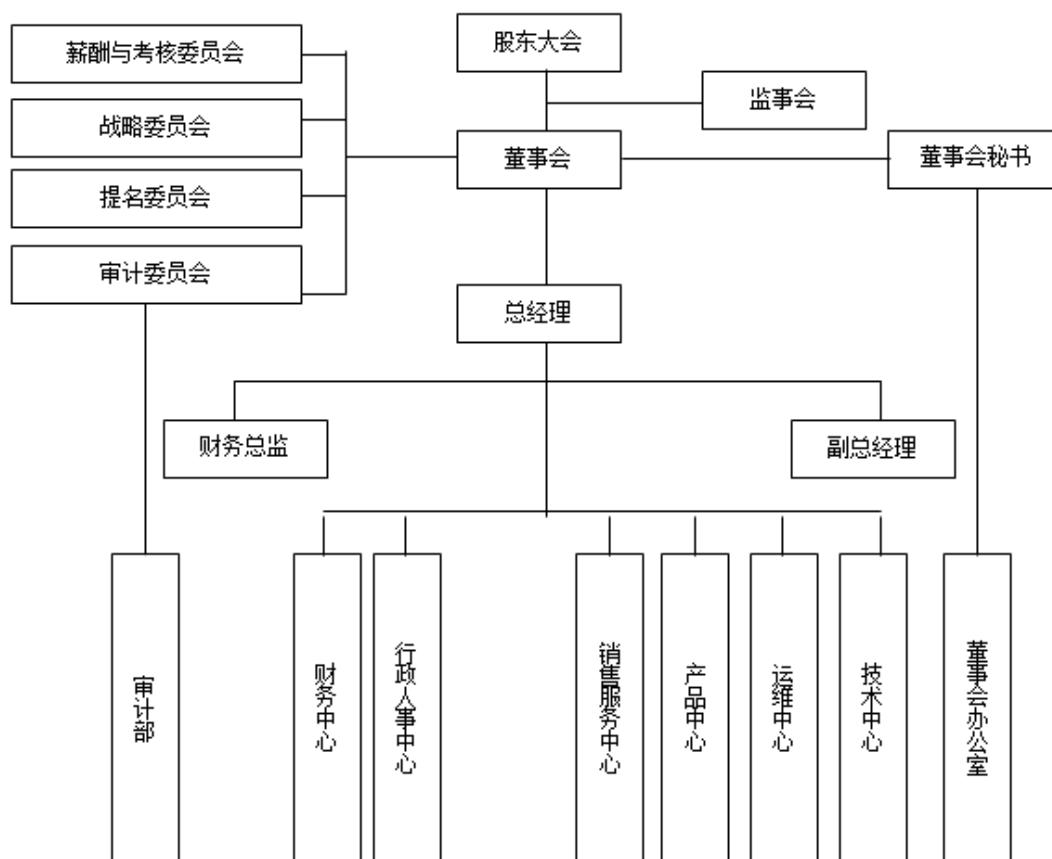 股东大会
薪酬与考核委员会
监事会
战略委员会
董事会
董事会秘书
提名委员会
审计委员会
总经理
财务总监
副总经理
审计部
财务中心
行政人事中心
销售服务中心
产品中心
运维中心
技术中心
董事会办公室